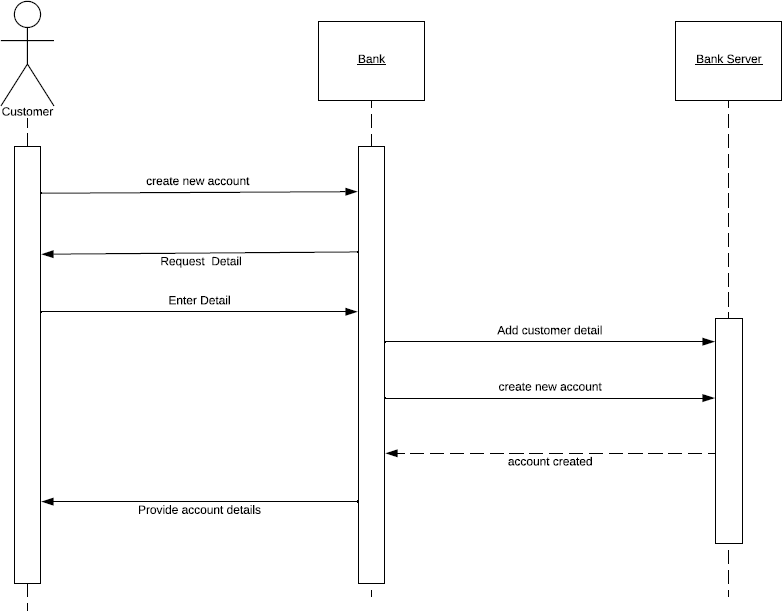 Bank
Bank Server
Customer
create new account
Request  Detail
Enter Detail
Add customer detail
create new account
account created
Provide account details